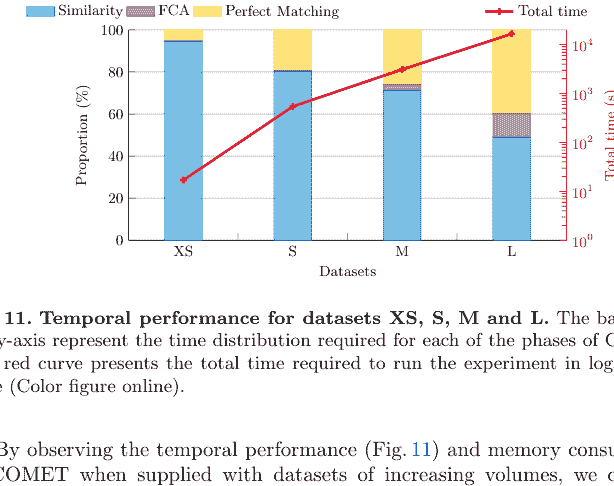 Similarity FCA Perfect Matching Total time
100
80
60
40
20
0
Proportion (%)
10^4
10^3
10^2
10^1
10^0
Total time (s)
XS S M L
Datasets
11. Temporal performance for datasets XS, S, M and L. The ba
y-axis represent the time distribution required for each of the phases of C
red curve presents the total time required to run the experiment in log
e (Color figure online).
By observing the temporal performance (Fig. 11) and memory consu
COMET when supplied with datasets of increasing volumes, we c